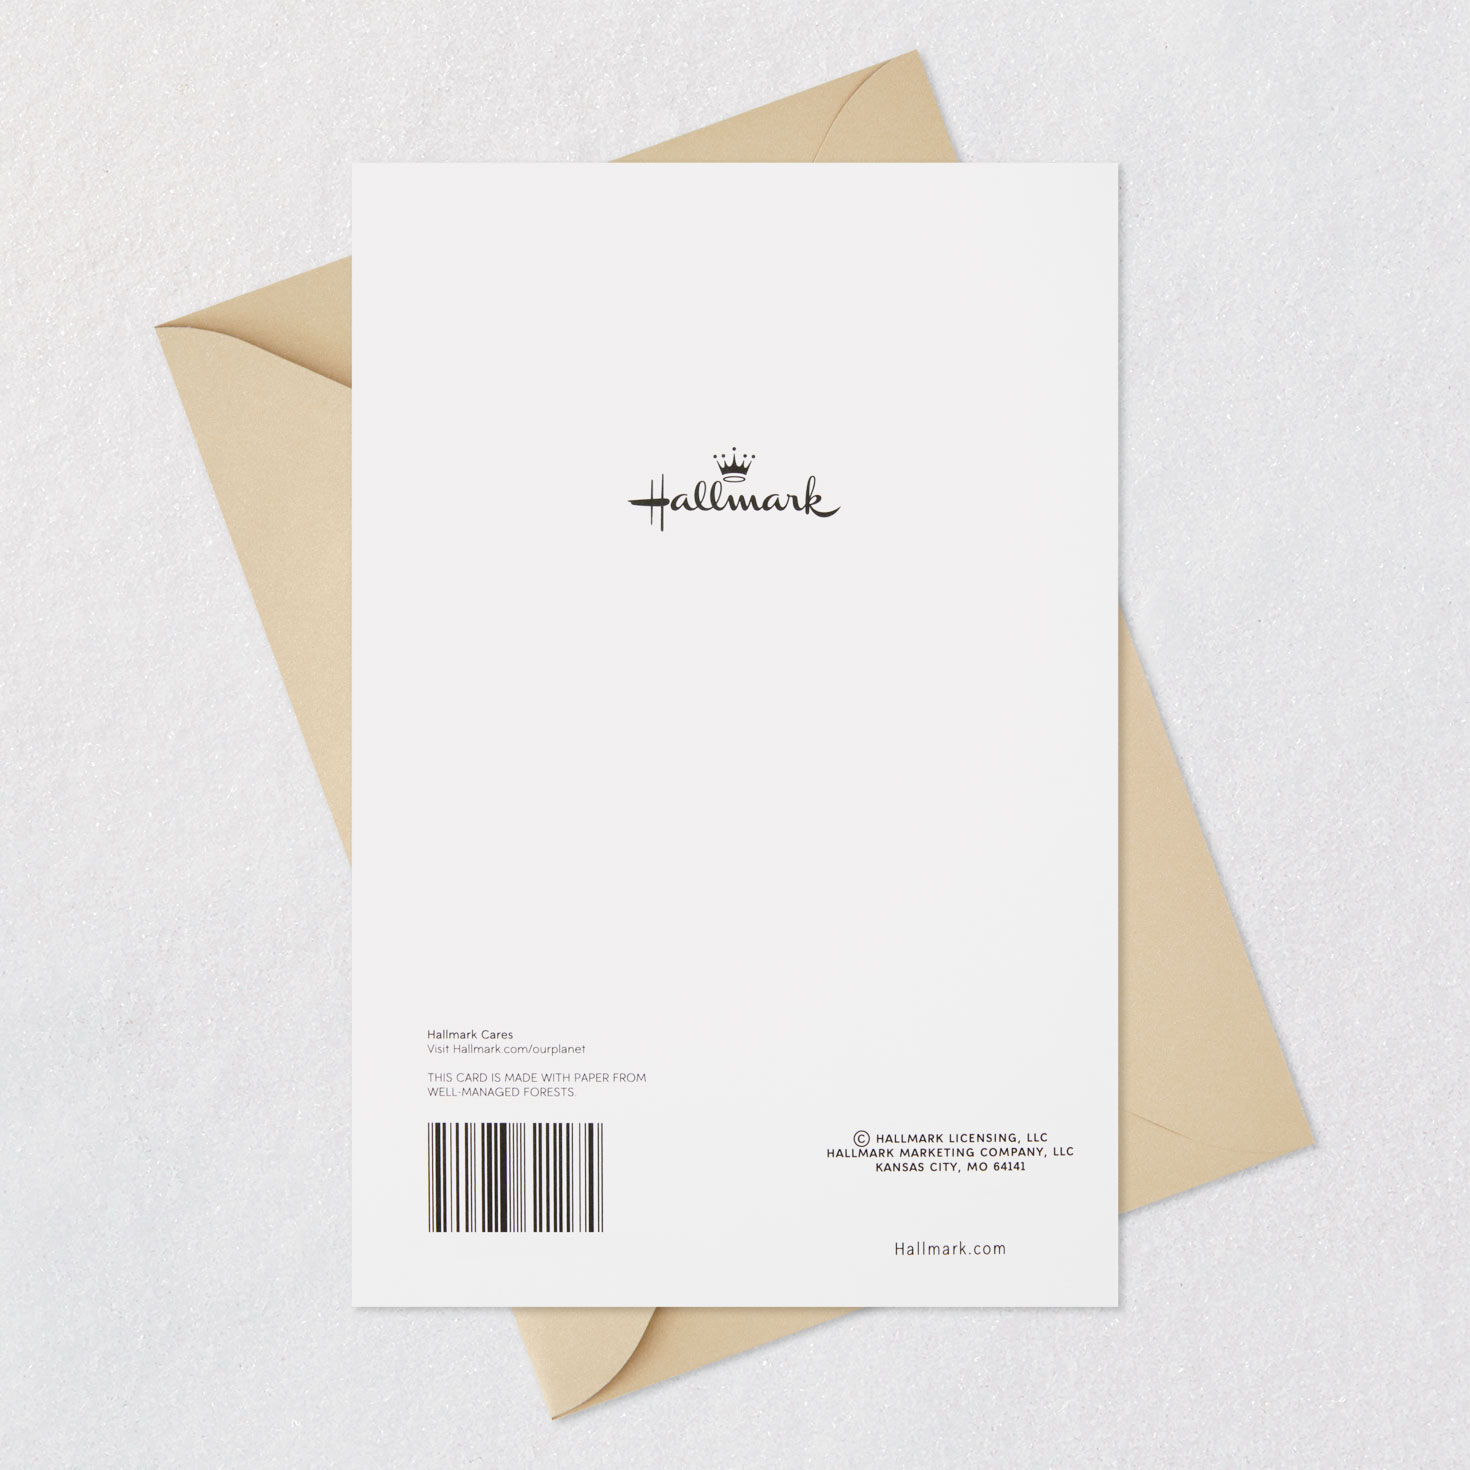 Hallmark
Hallmark Cares
Visit Hallmark.com/ourplanet
THIS CARD IS MADE WITH PAPER FROM
WELL-MANAGED FORESTS.
© HALLMARK LICENSING, LLC
HALLMARK MARKETING COMPANY, LLC
KANSAS CITY, MO 64141
Hallmark.com